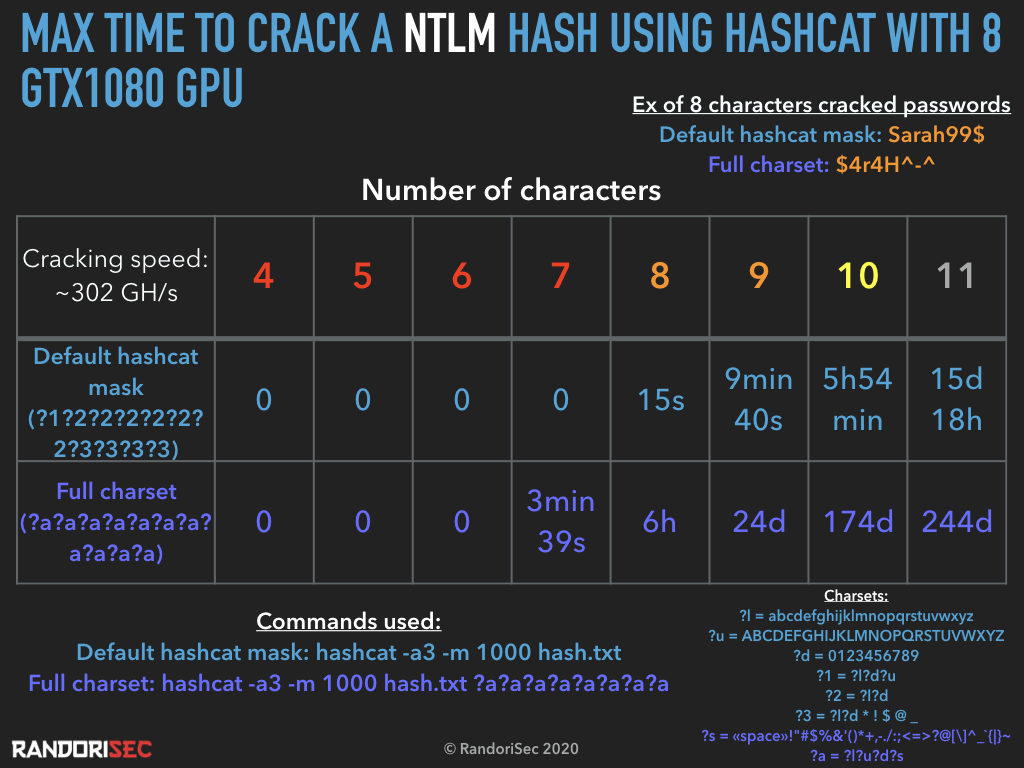 MAX TIME TO CRACK A NTLM HASH USING HASHCAT WITH 8
GTX1080 GPU
Ex of 8 characters cracked passwords
Default hashcat mask: Sarah99$
Full charset: $4r4H^-^
Number of characters
Cracking speed:
~302 GH/s
4 5 6 7 8 9 10 11
Default hashcat
mask
(?1?2?2?2?2?2?
2?3?3?3?3)
0 0 0 0 15s 9min 40s 5h54 min 15d 18h
Full charset
(?a?a?a?a?a?a?a?
a?a?a?a)
0 0 0 3min 39s 6h 24d 174d 244d
Commands used:
Default hashcat mask: hashcat -a3 -m 1000 hash.txt
Full charset: hashcat -a3 -m 1000 hash.txt ?a?a?a?a?a?a?a?a
Charsets:
?l = abcdefghijklmnopqrstuvwxyz
?u = ABCDEFGHIJKLMNOPQRSTUVWXYZ
?d = 0123456789
?1 = ?l?d?u
?2 = ?l?d
?3 = ?l?d * ! $ @ _
?s = «space»!"#$%&'()*+,-./:;<=>?@[\]^_`{|}~
?a = ?l?u?d?s
RANDORISEC
© RandoriSec 2020